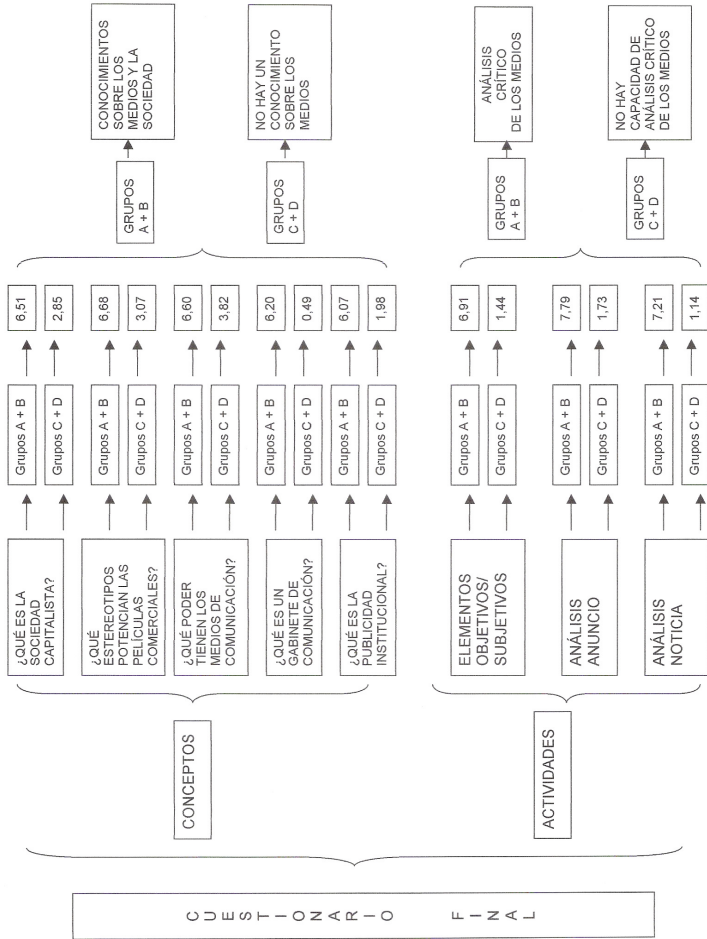 CUESTIONARIO FINAL
CONCEPTOS
¿QUÉ ES LA
SOCIEDAD
CAPITALISTA?
Grupos A + B
6,51
Grupos C + D
2,85
¿QUÉ
ESTEREOTIPOS
POTENCIAN LAS
PELÍCULAS
COMERCIALES?
Grupos A + B
6,68
Grupos C + D
3,07
¿QUÉ PODER
TIENEN LOS
MEDIOS DE
COMUNICACIÓN?
Grupos A + B
6,60
Grupos C + D
3,82
¿QUÉ ES UN
GABINETE DE
COMUNICACIÓN?
Grupos A + B
6,20
Grupos C + D
0,49
¿QUÉ ES LA
PUBLICIDAD
INSTITUCIONAL?
Grupos A + B
6,07
Grupos C + D
1,98
GRUPOS
A + B
CONOCIMIENTOS
SOBRE LOS
MEDIOS Y LA
SOCIEDAD
GRUPOS
C + D
NO HAY UN
CONOCIMIENTO
SOBRE LOS
MEDIOS
ACTIVIDADES
ELEMENTOS
OBJETIVOS/
SUBJETIVOS
Grupos A + B
6,91
Grupos C + D
1,44
ANÁLISIS
ANUNCIO
Grupos A + B
7,79
Grupos C + D
1,73
ANÁLISIS
NOTICIA
Grupos A + B
7,21
Grupos C + D
1,14
GRUPOS
A + B
ANÁLISIS
CRÍTICO
DE LOS MEDIOS
GRUPOS
C + D
NO HAY
CAPACIDAD DE
ANÁLISIS CRÍTICO
DE LOS MEDIOS